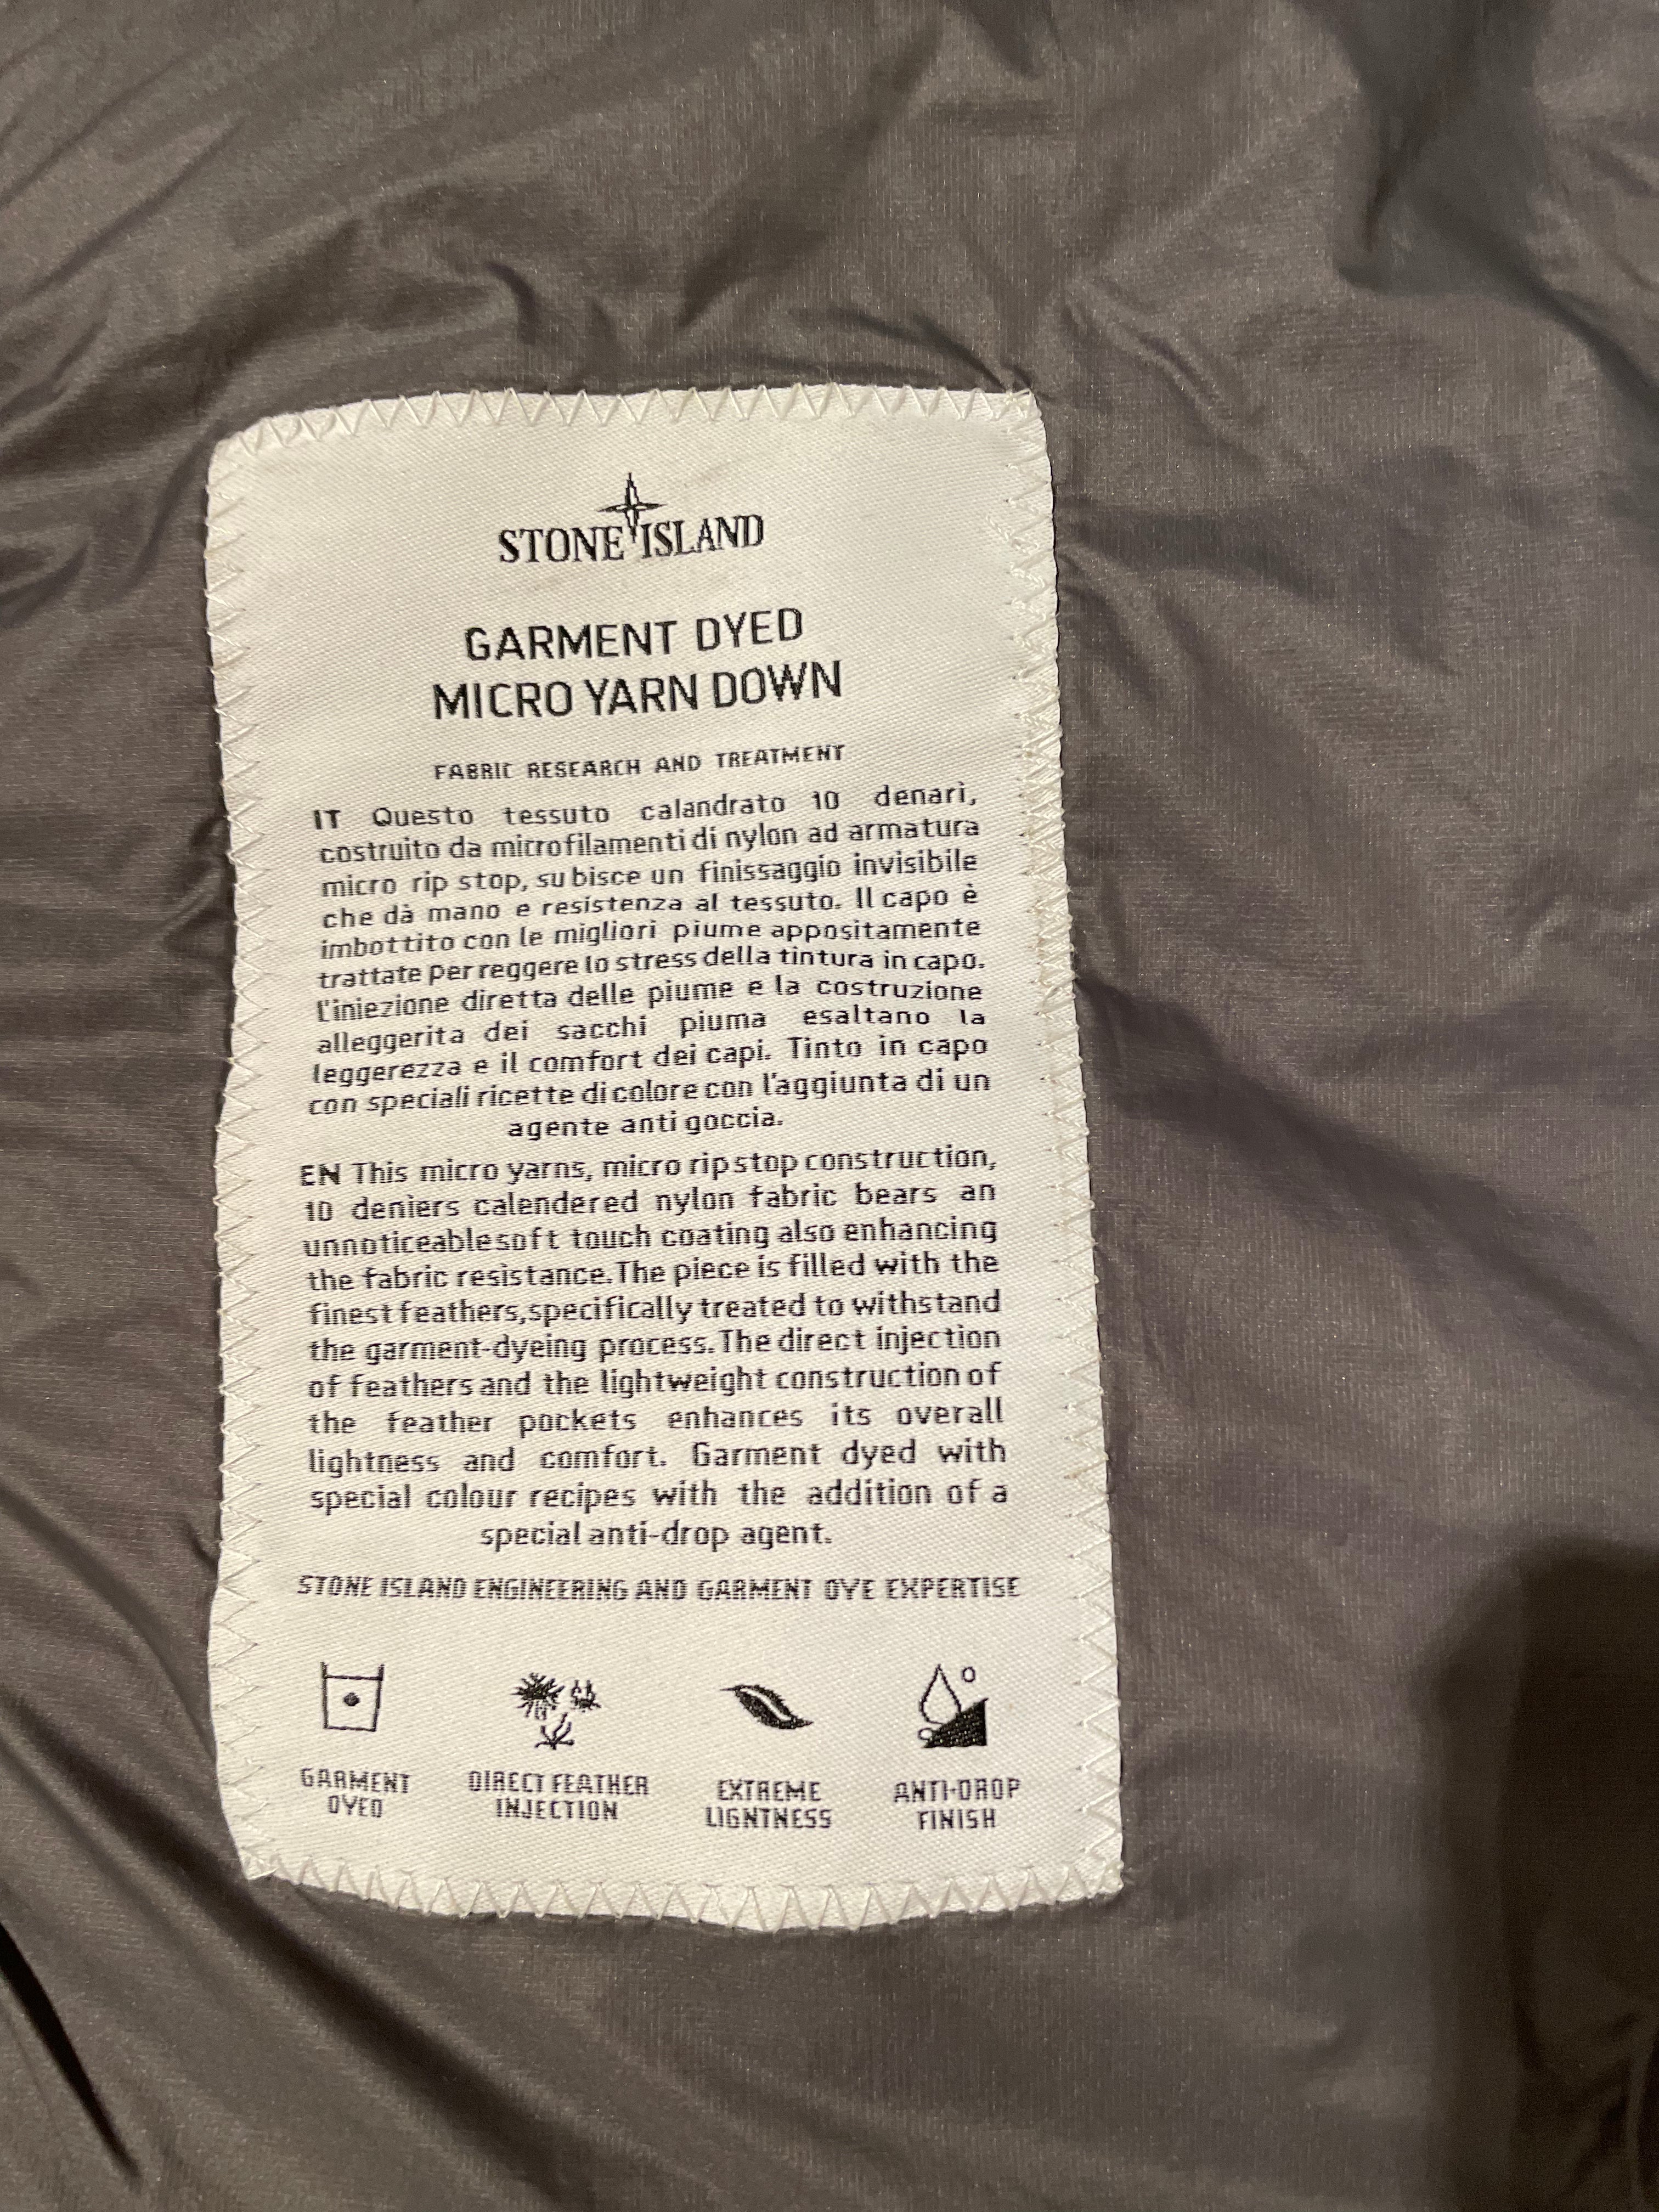 STONE ISLAND
GARMENT DYED
MICRO YARN DOWN
FABRIC RESEARCH AND TREATMENT
IT Questo tessuto calandrato 10 denari,
costruito da microfilamenti di nylon ad armatura
micro rip stop, subisce un finissaggio invisibile
che dà mano e resistenza al tessuto. Il capo è
imbottito con le migliori piume appositamente
trattate per reggere lo stress della tintura in capo.
l'iniezione diretta delle piume e la costruzione
alleggerita dei sacchi piuma esaltano la
leggerezza e il comfort dei capi. Tinto in capo
con speciali ricette di colore con l'aggiunta di un
agente anti goccia.
EN This micro yarns, micro rip stop construction,
10 deniers calendered nylon fabric bears an
unnoticeable soft touch coating also enhancing
the fabric resistance. The piece is filled with the
finest feathers, specifically treated to withstand
the garment-dyeing process. The direct injection
of feathers and the lightweight construction of
the feather pockets enhances its overall
lightness and comfort. Garment dyed with
special colour recipes with the addition of a
special anti-drop agent.
STONE ISLAND ENGINEERING AND GARMENT DYE EXPERTISE
GARMENT DYED
DIRECT FEATHER INJECTION
EXTREME LIGHTNESS
ANTI-DROP FINISH